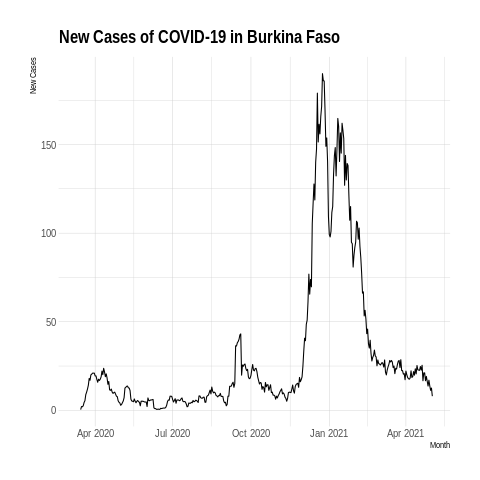 New Cases of COVID-19 in Burkina Faso
New Cases
150
100
50
0
Apr 2020 Jul 2020 Oct 2020 Jan 2021 Apr 2021
Month